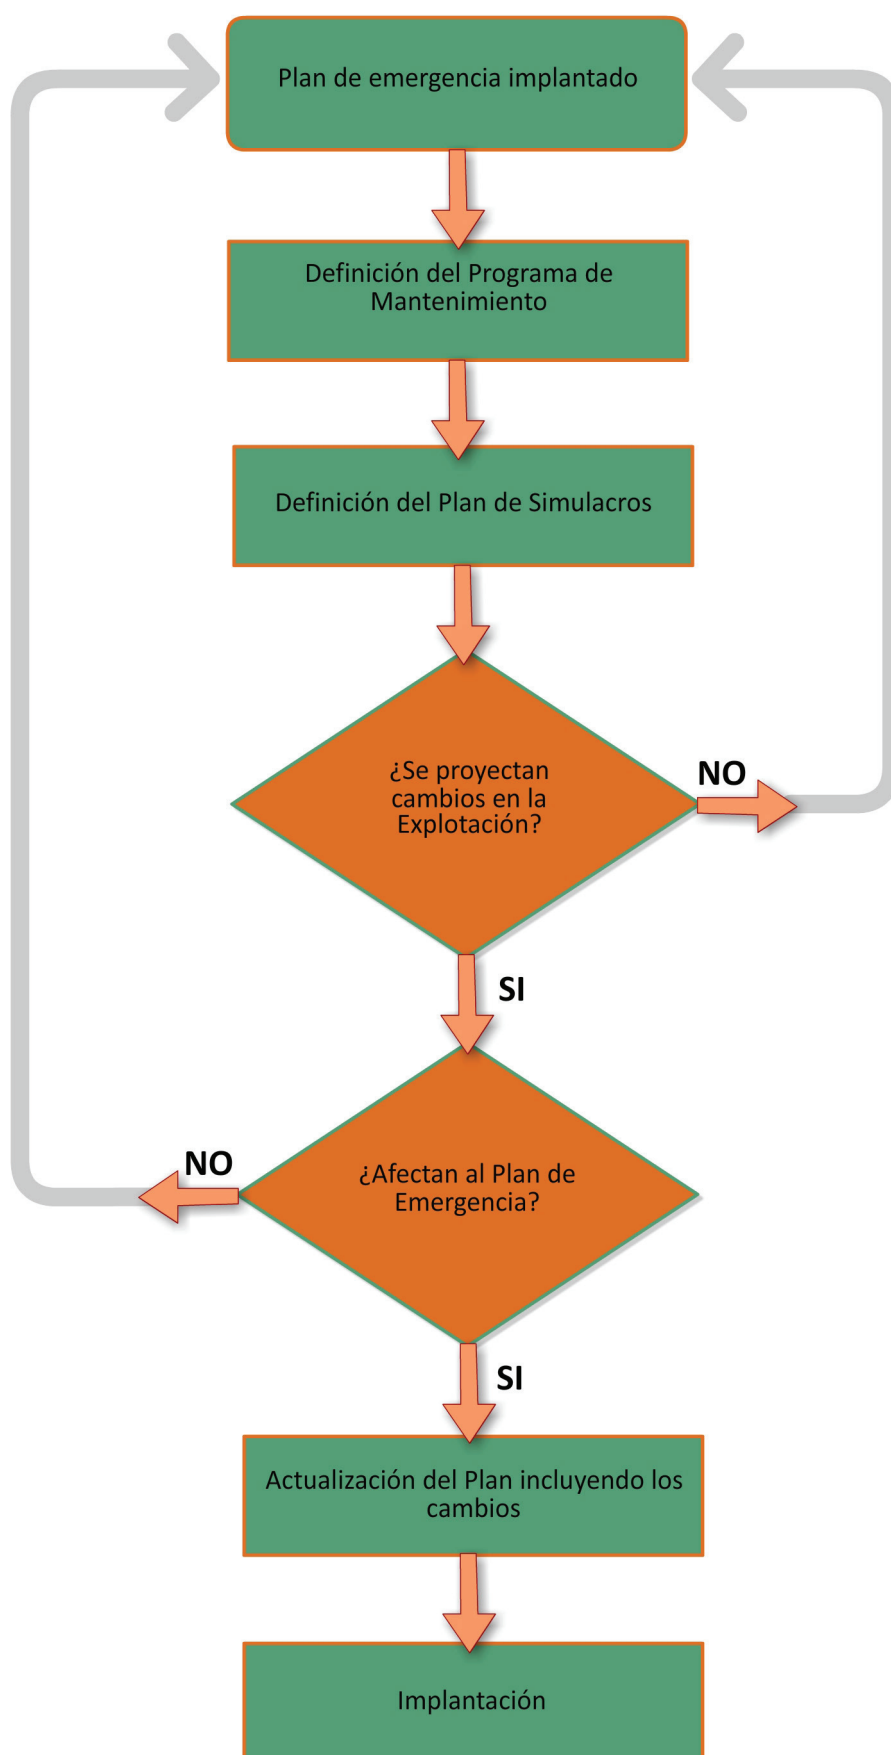 Plan de emergencia implantado
Definición del Programa de
Mantenimiento
Definición del Plan de Simulacros
¿Se proyectan
cambios en la
Explotación?
NO
SI
¿Afectan al Plan de
Emergencia?
NO
SI
Actualización del Plan incluyendo los
cambios
Implantación